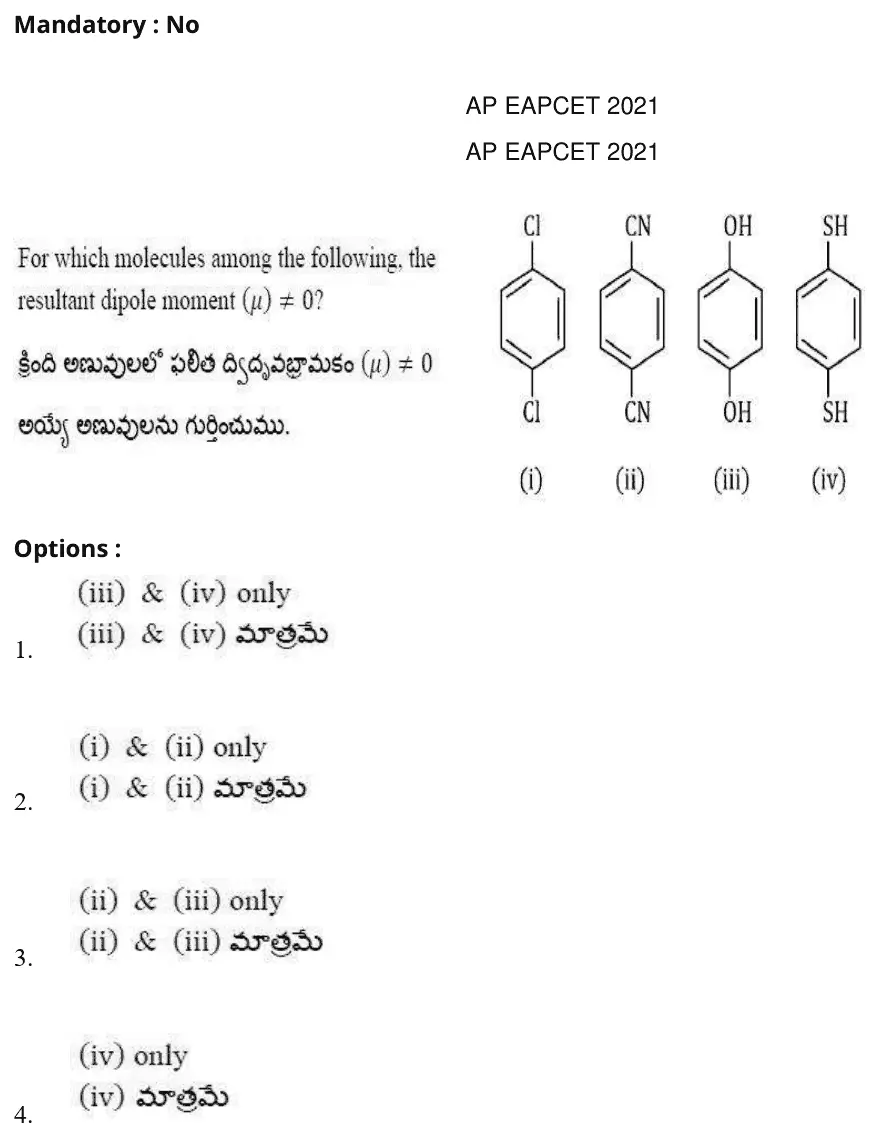 Mandatory : No
AP EAPCET 2021
AP EAPCET 2021
For which molecules among the following, the
resultant dipole moment (μ) ≠ 0?
క్రింది అణువులలో ఫలిత ద్విధృవభ్రామకం (μ) ≠ 0
అయ్యే అణువులను గుర్తించుము.
Cl CN OH SH
Cl CN OH SH
(i) (ii) (iii) (iv)
Options :
(iii) & (iv) only
1. (iii) & (iv) మాత్రమే
(i) & (ii) only
2. (i) & (ii) మాత్రమే
(ii) & (iii) only
3. (ii) & (iii) మాత్రమే
(iv) only
4. (iv) మాత్రమే